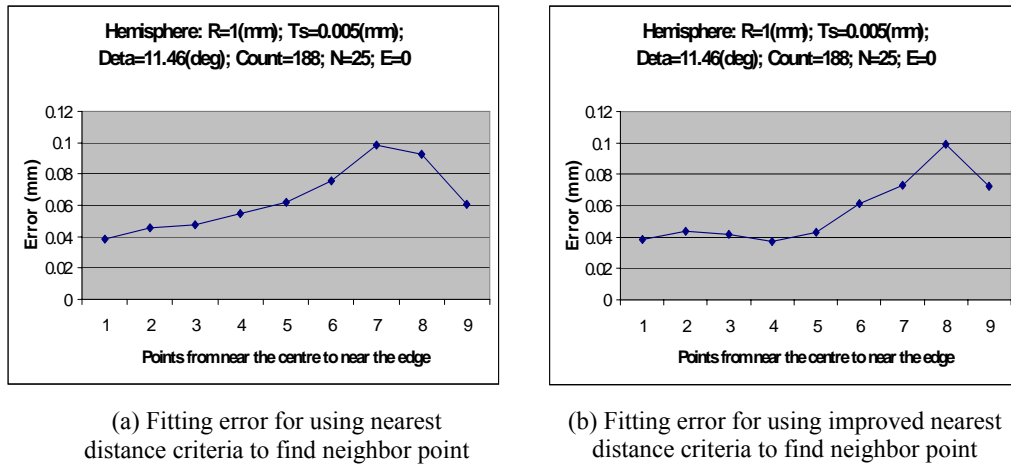 Hemisphere: R=1(mm); Ts=0.005(mm);
Deta=11.46(deg); Count=188; N=25; E=0
0.12
0.1
0.08
0.06
0.04
0.02
0
Error (mm)
1 2 3 4 5 6 7 8 9
Points from near the centre to near the edge
(a) Fitting error for using nearest
distance criteria to find neighbor point
Hemisphere: R=1(mm); Ts=0.005(mm);
Deta=11.46(deg); Count=188; N=25; E=0
0.12
0.1
0.08
0.06
0.04
0.02
0
Error (mm)
1 2 3 4 5 6 7 8 9
Points from near the centre to near the edge
(b) Fitting error for using improved nearest
distance criteria to find neighbor point